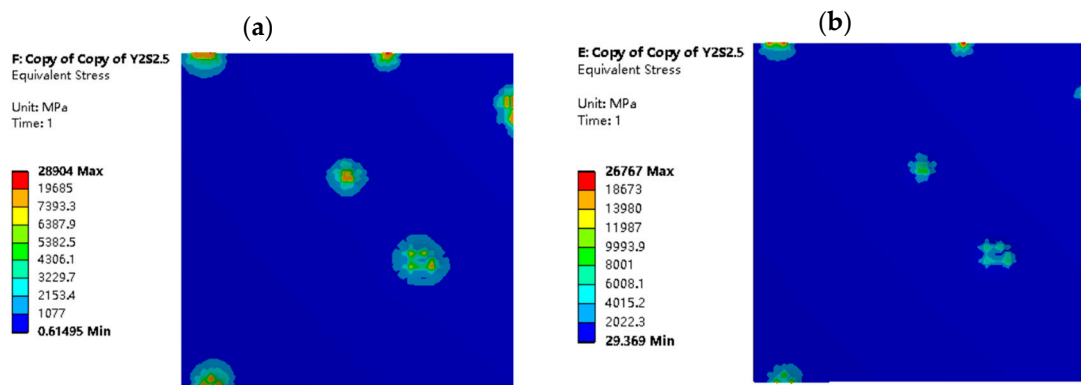 (a)
F: Copy of Copy of Y2S2.5
Equivalent Stress
Unit: MPa
Time: 1
28904 Max
19685
7393.3
6387.9
5382.5
4306.1
3229.7
2153.4
1077
0.61495 Min
(b)
E: Copy of Copy of Y2S2.5
Equivalent Stress
Unit: MPa
Time: 1
26767 Max
18673
13980
11987
9993.9
8001
6008.1
4015.2
2022.3
29.369 Min